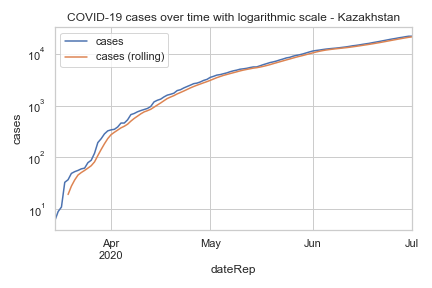 COVID-19 cases over time with logarithmic scale - Kazakhstan
cases
cases (rolling)
10⁴
10³
10²
10¹
cases
Apr
2020
May
Jun
Jul
dateRep